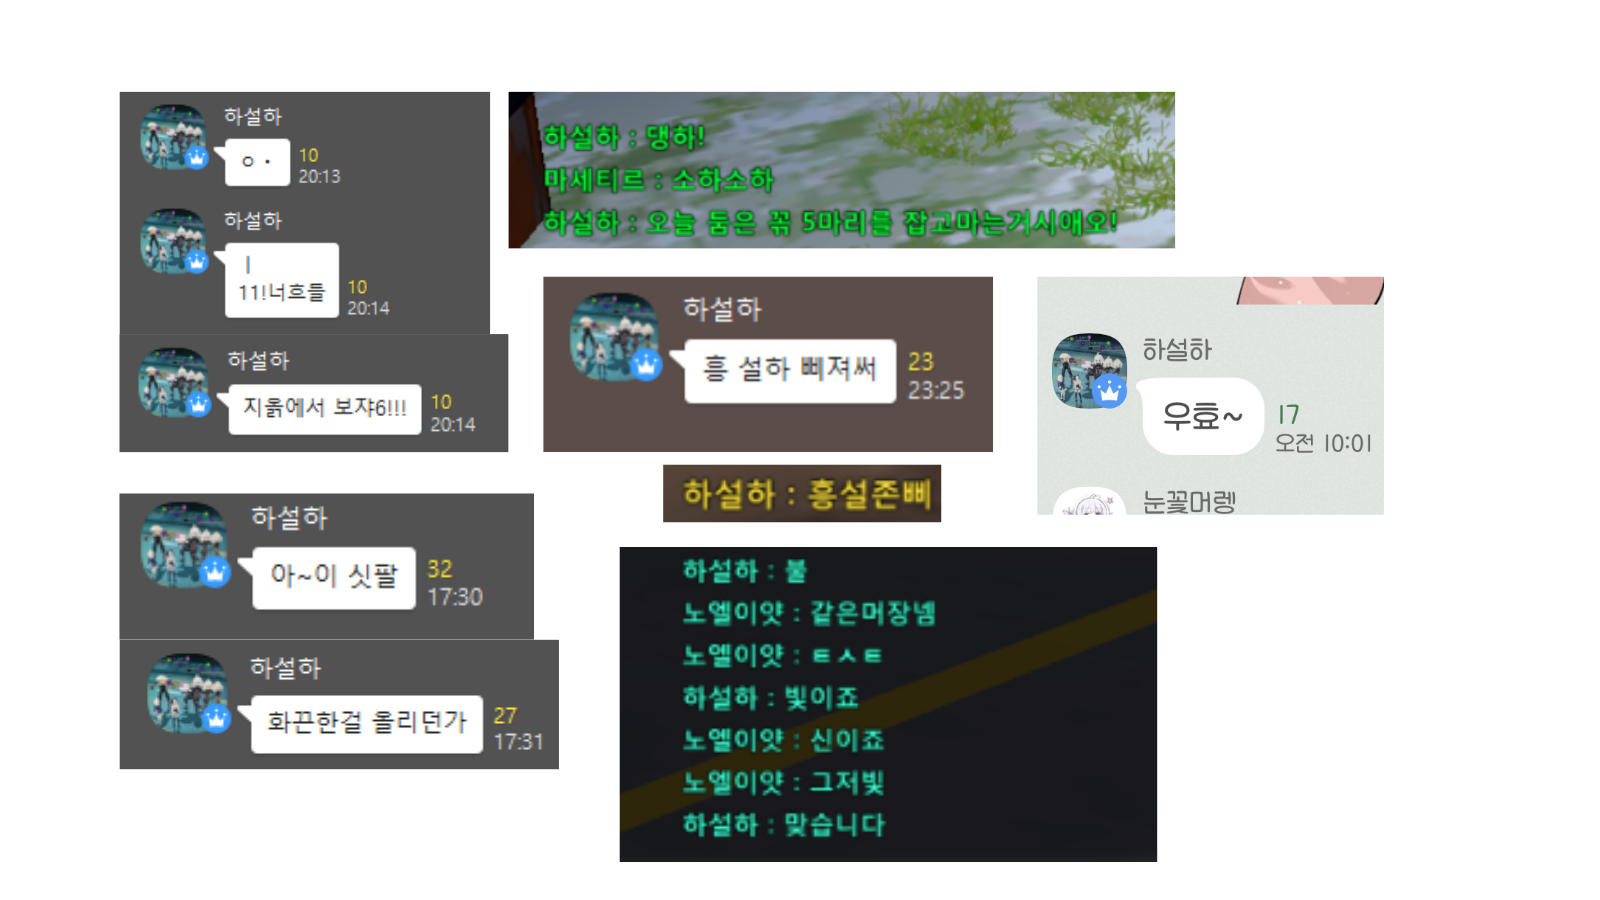 하설하
ㅇ · 10
20:13
하설하
ㅣ
11!너흐들 10
20:14
하설하
지옭에서 보쟈6!!! 10
20:14
하설하 : 댕하!
마세티르 : 소하소하
하설하 : 오늘 둠은 꼮 5마리를 잡고마는거시애오!
하설하
흥 설하 삐져써 23
23:25
하설하
우효~ 17
오전 10:01
눈꽃머렝
하설하 : 흥설존삐
하설하
아~이 싯팔 32
17:30
하설하
화끈한걸 올리던가 27
17:31
하설하 : 불
노엘이얏 : 같은머장넴
노엘이얏 : ㅌㅅㅌ
하설하 : 빛이죠
노엘이얏 : 신이죠
노엘이얏 : 그저빛
하설하 : 맞습니다